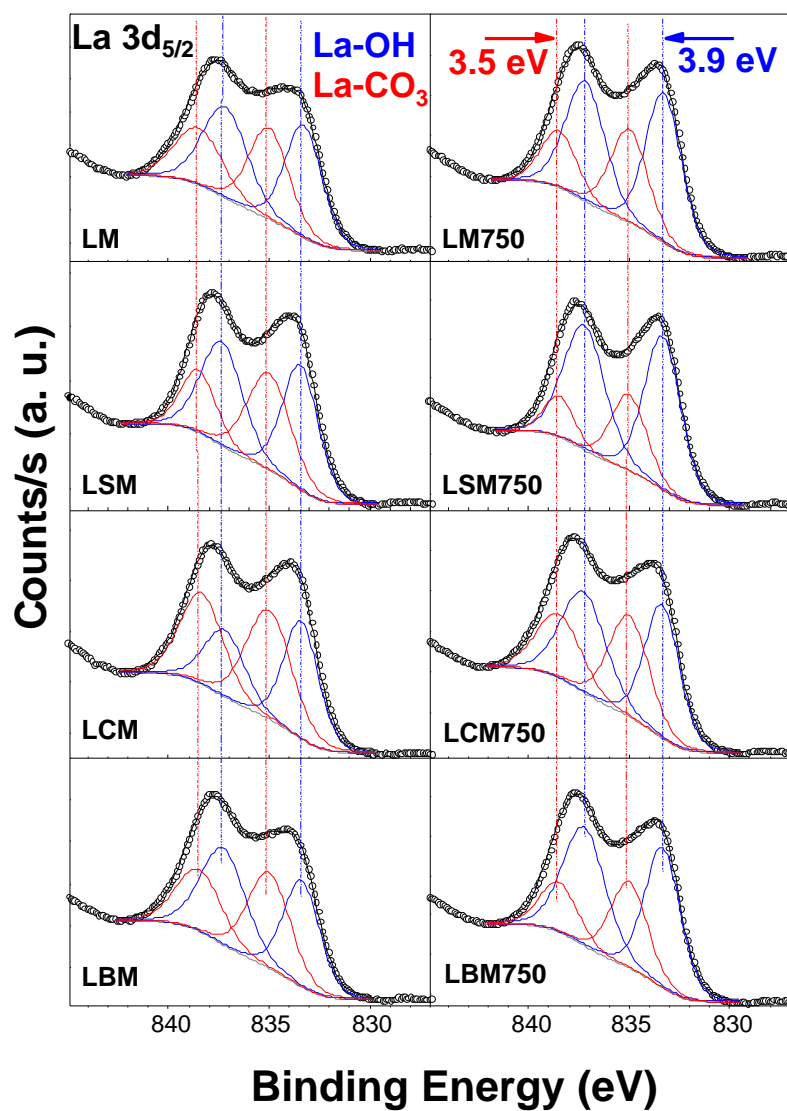 La 3d5/2
La-OH
La-CO3
3.5 eV
3.9 eV
LM
LM750
LSM
LSM750
LCM
LCM750
LBM
LBM750
Counts/s (a. u.)
840 835 830 840 835 830
Binding Energy (eV)